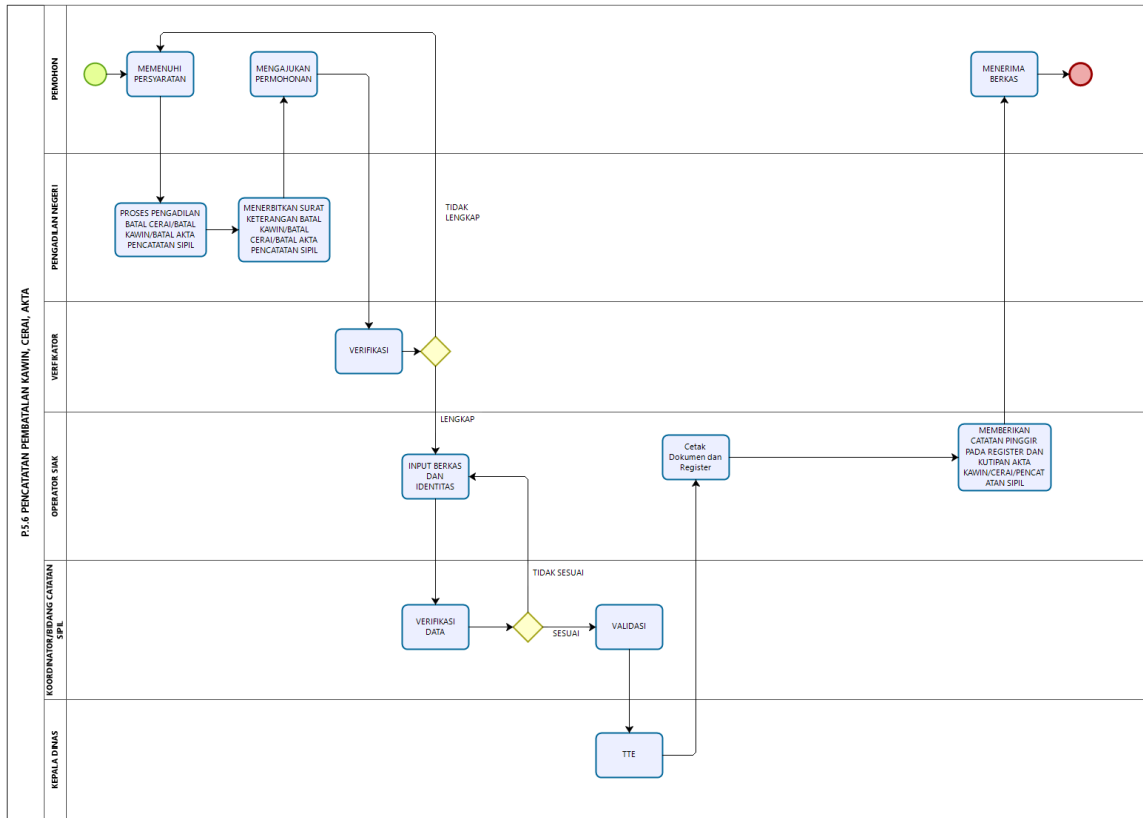 P.5.6 PENCATATAN PEMBATALAN KAWIN, CERAI, AKTA
PEMOHON
MEMENUHI
PERSYARATAN
MENGAJUKAN
PERMOHONAN
MENERIMA
BERKAS
PENGADILAN NEGERI
PROSES PENGADILAN
BATAL CERAI/BATAL
KAWIN/BATAL AKTA
PENCATATAN SIPIL
MENERBITKAN SURAT
KETERANGAN BATAL
KAWIN/BATAL
CERAI/BATAL AKTA
PENCATATAN SIPIL
TIDAK
LENGKAP
VERFIKATOR
VERIFIKASI
LENGKAP
OPERATOR SIAK
INPUT BERKAS
DAN
IDENTITAS
Cetak
Dokumen dan
Register
MEMBERIKAN
CATATAN PINGGIR
PADA REGISTER DAN
KUTIPAN AKTA
KAWIN/CERAI/PENCAT
ATAN SIPIL
KOORDINATOR/BIDANG CATATAN
SIPIL
TIDAK SESUAI
VERIFIKASI
DATA
SESUAI
VALIDASI
KEPALA DINAS
TTE